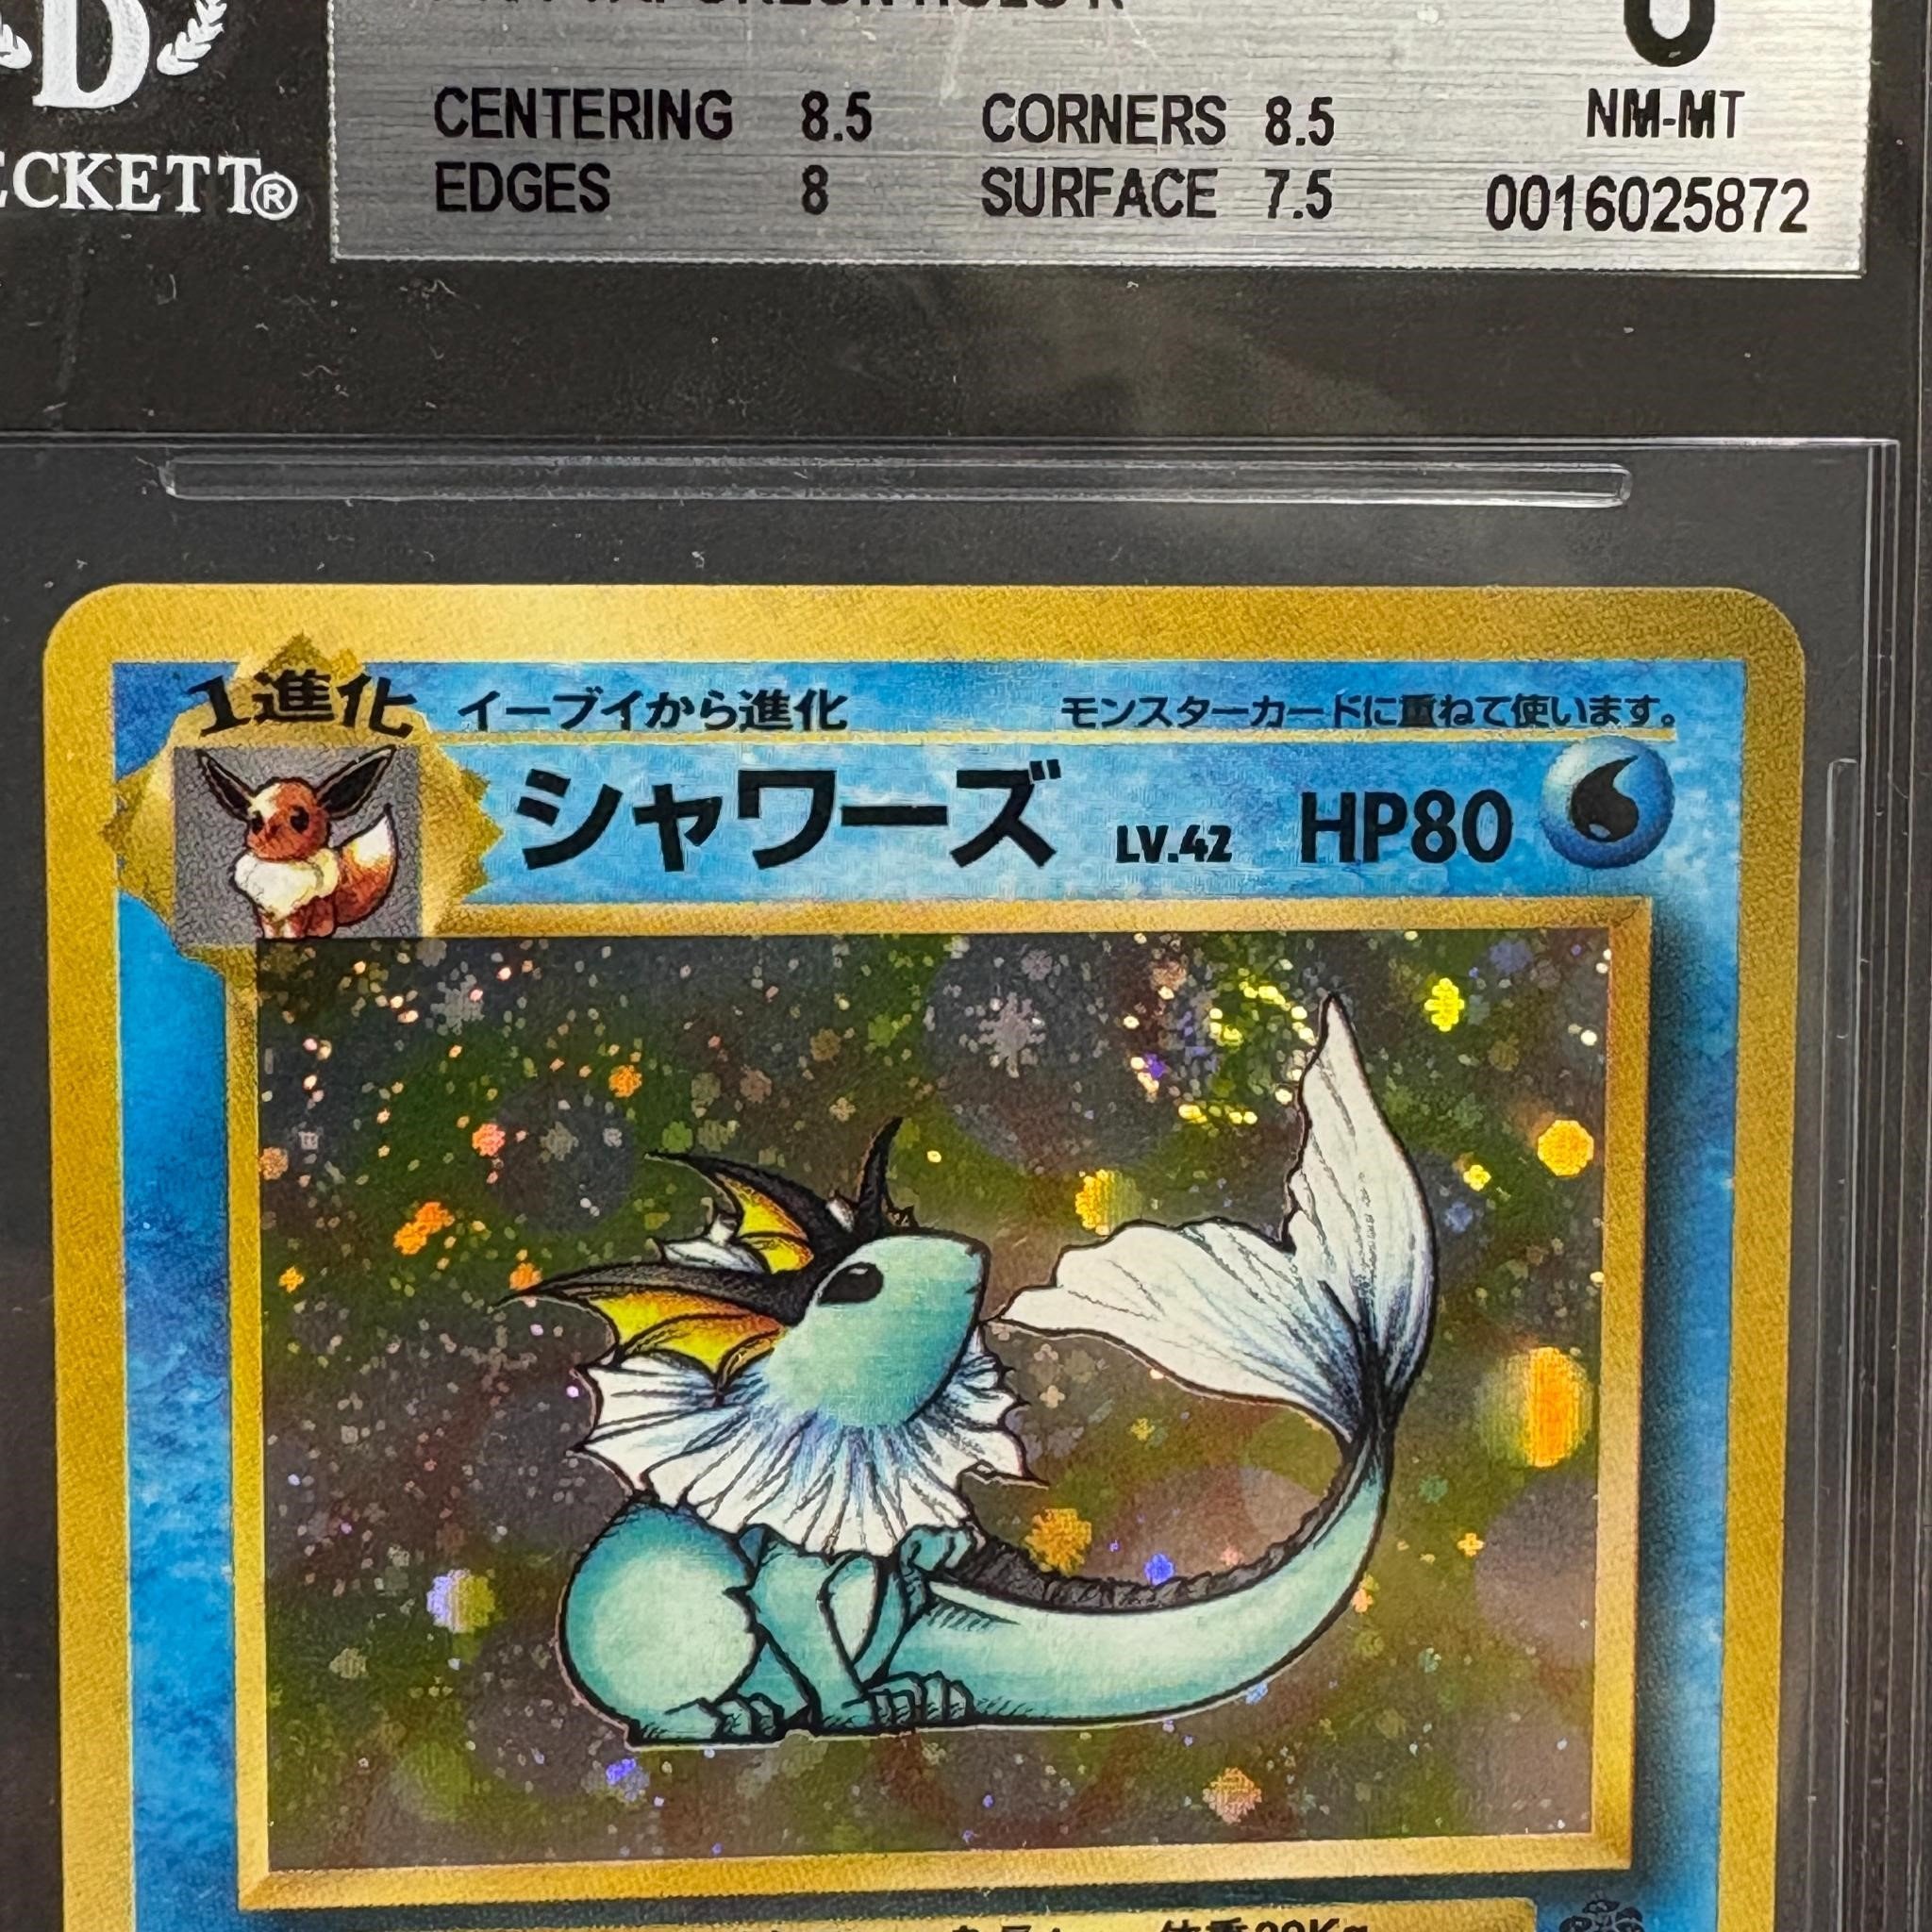 D
ECKETT®
VAPOREON HOLO R
CENTERING 8.5 CORNERS 8.5
EDGES 8 SURFACE 7.5
NM-MT
0016025872
1進化
イーブイから進化
モンスターカードに重ねて使います。
シャワーズ LV.42 HP80